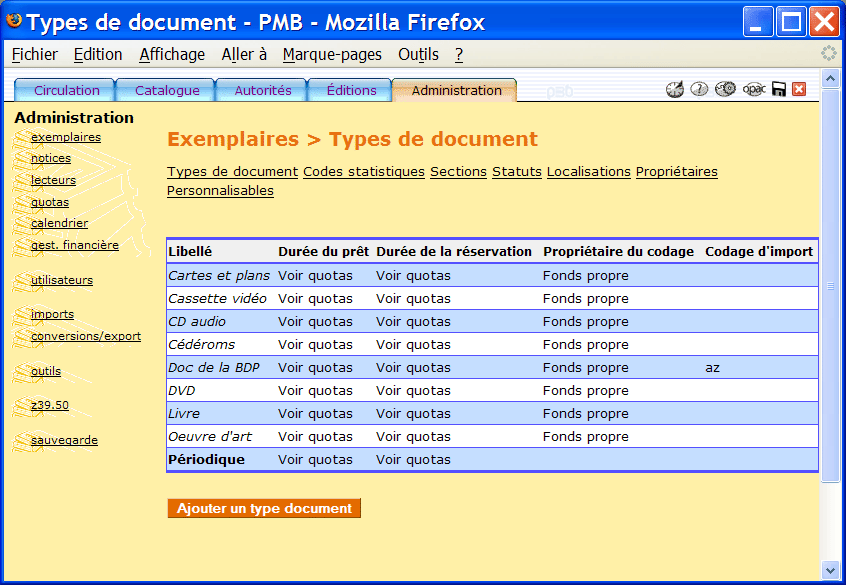 Types de document - PMB - Mozilla Firefox
Fichier Edition Affichage Aller à Marque-pages Outils ?
Circulation Catalogue Autorités Éditions Administration opac
Administration
exemplaires
notices
lecteurs
quotas
calendrier
gest. financière
utilisateurs
imports
conversions/export
outils
z39.50
sauvegarde
Exemplaires > Types de document
Types de document Codes statistiques Sections Statuts Localisations Propriétaires
Personnalisables
Libellé Durée du prêt Durée de la réservation Propriétaire du codage Codage d'import
Cartes et plans Voir quotas Voir quotas Fonds propre
Cassette vidéo Voir quotas Voir quotas Fonds propre
CD audio Voir quotas Voir quotas Fonds propre
Cédéroms Voir quotas Voir quotas Fonds propre
Doc de la BDP Voir quotas Voir quotas Fonds propre az
DVD Voir quotas Voir quotas Fonds propre
Livre Voir quotas Voir quotas Fonds propre
Oeuvre d'art Voir quotas Voir quotas Fonds propre
Périodique Voir quotas Voir quotas
Ajouter un type document